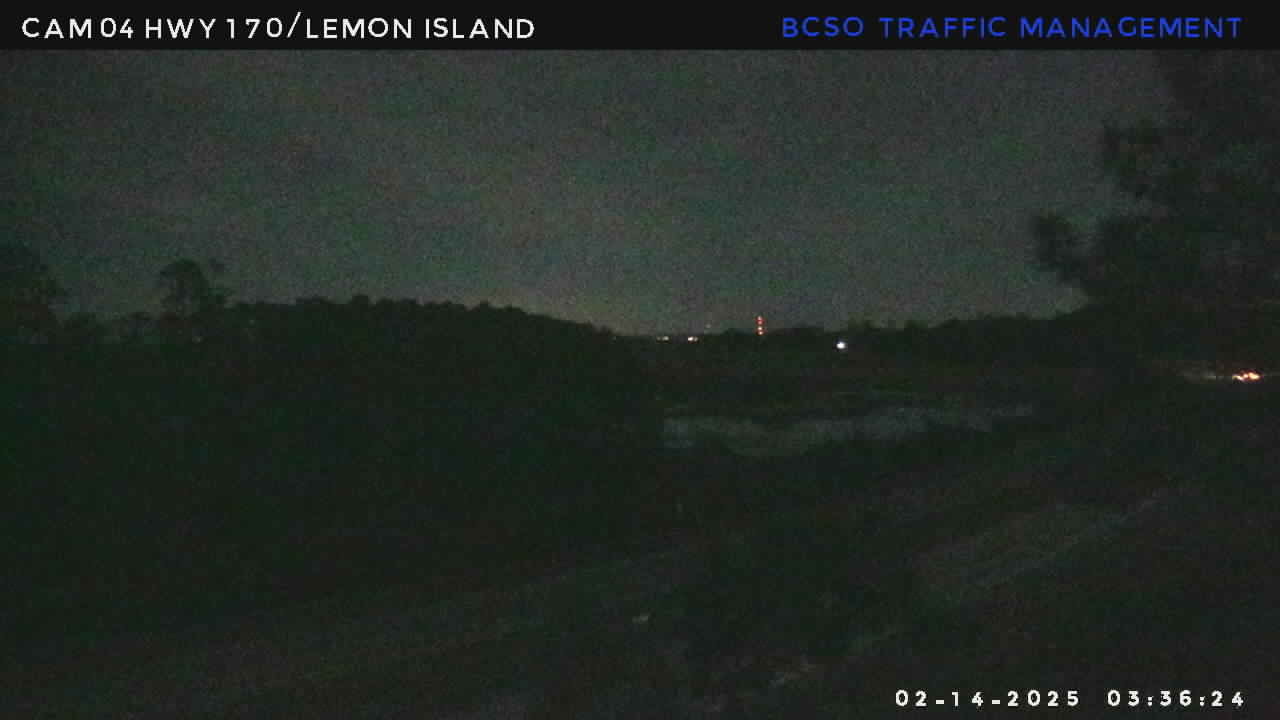 CAM04 HWY 170/LEMON ISLAND
BCSO TRAFFIC MANAGEMENT
02-14-2025 03:36:24